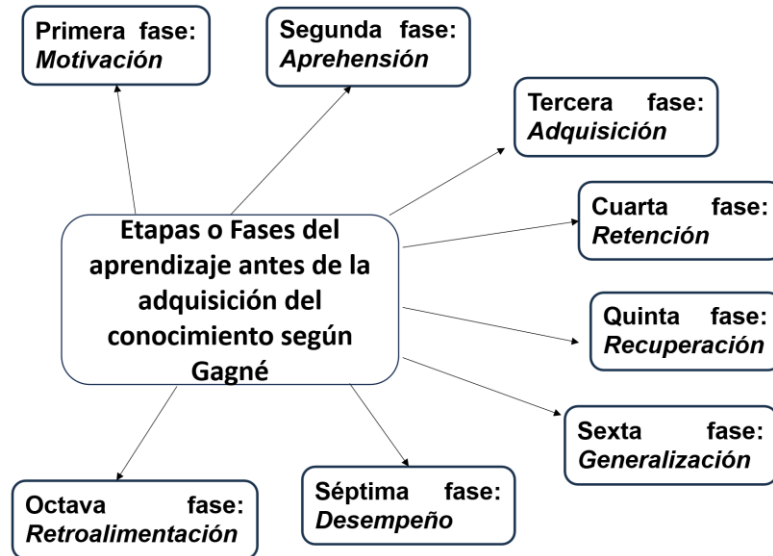 Primera fase:
Motivación
Segunda fase:
Aprehensión
Tercera fase:
Adquisición
Cuarta fase:
Retención
Etapas o Fases del
aprendizaje antes de la
adquisición del
conocimiento según
Gagné
Quinta fase:
Recuperación
Sexta fase:
Generalización
Séptima fase:
Desempeño
Octava fase:
Retroalimentación